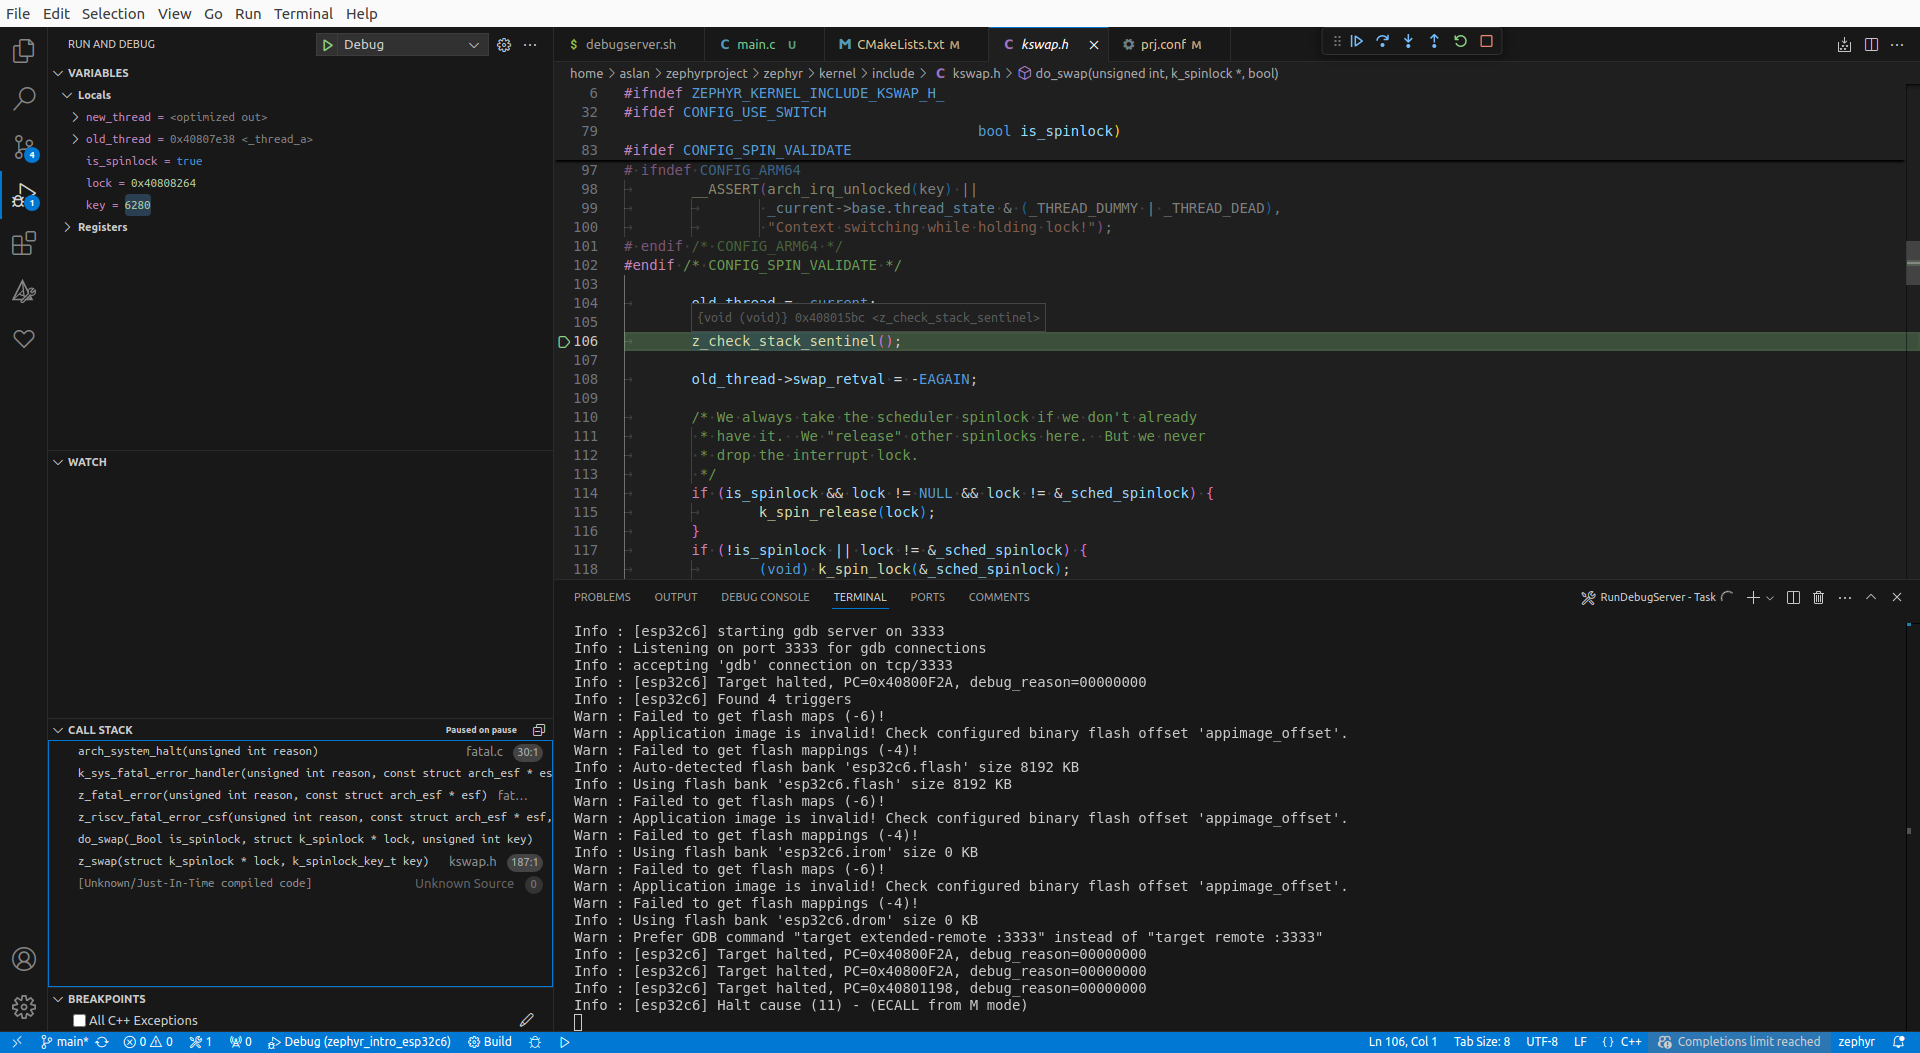 File Edit Selection View Go Run Terminal Help
RUN AND DEBUG
Debug
VARIABLES
Locals
new_thread = <optimized out>
old_thread = 0x40807e38 <_thread_a>
is_spinlock = true
lock = 0x40808264
key = 6280
Registers
WATCH
CALL STACK
Paused on pause
arch_system_halt(unsigned int reason) fatal.c 30:1
k_sys_fatal_error_handler(unsigned int reason, const struct arch_esf * es
z_fatal_error(unsigned int reason, const struct arch_esf * esf) fat...
z_riscv_fatal_error_csf(unsigned int reason, const struct arch_esf * esf,
do_swap(_Bool is_spinlock, struct k_spinlock * lock, unsigned int key)
z_swap(struct k_spinlock * lock, k_spinlock_key_t key) kswap.h 187:1
[Unknown/Just-In-Time compiled code] Unknown Source 0
BREAKPOINTS
All C++ Exceptions
4
1
$ debugserver.sh
C main.c U
M CMakeLists.txt M
C kswap.h
prj.conf M
home > aslan > zephyrproject > zephyr > kernel > include > C kswap.h > do_swap(unsigned int, k_spinlock *, bool)
6 #ifndef ZEPHYR_KERNEL_INCLUDE_KSWAP_H_
32 #ifdef CONFIG_USE_SWITCH
79 bool is_spinlock)
83 #ifdef CONFIG_SPIN_VALIDATE
97 # ifndef CONFIG_ARM64
98 __ASSERT(arch_irq_unlocked(key) ||
99 _current->base.thread_state & (_THREAD_DUMMY | _THREAD_DEAD),
100 "Context switching while holding lock!");
101 # endif /* CONFIG_ARM64 */
102 #endif /* CONFIG_SPIN_VALIDATE */
103
104 old_thread = _current;
{void (void)} 0x408015bc <z_check_stack_sentinel>
105
106 z_check_stack_sentinel();
107
108 old_thread->swap_retval = -EAGAIN;
109
110 /* We always take the scheduler spinlock if we don't already
111 * have it. We "release" other spinlocks here. But we never
112 * drop the interrupt lock.
113 */
114 if (is_spinlock && lock != NULL && lock != &_sched_spinlock) {
115 k_spin_release(lock);
116 }
117 if (!is_spinlock || lock != &_sched_spinlock) {
118 (void) k_spin_lock(&_sched_spinlock);
PROBLEMS OUTPUT DEBUG CONSOLE TERMINAL PORTS COMMENTS
RunDebugServer - Task
Info : [esp32c6] starting gdb server on 3333
Info : Listening on port 3333 for gdb connections
Info : accepting 'gdb' connection on tcp/3333
Info : [esp32c6] Target halted, PC=0x40800F2A, debug_reason=00000000
Info : [esp32c6] Found 4 triggers
Warn : Failed to get flash maps (-6)!
Warn : Application image is invalid! Check configured binary flash offset 'appimage_offset'.
Warn : Failed to get flash mappings (-4)!
Info : Auto-detected flash bank 'esp32c6.flash' size 8192 KB
Info : Using flash bank 'esp32c6.flash' size 8192 KB
Warn : Failed to get flash maps (-6)!
Warn : Application image is invalid! Check configured binary flash offset 'appimage_offset'.
Warn : Failed to get flash mappings (-4)!
Info : Using flash bank 'esp32c6.irom' size 0 KB
Warn : Failed to get flash maps (-6)!
Warn : Application image is invalid! Check configured binary flash offset 'appimage_offset'.
Warn : Failed to get flash mappings (-4)!
Info : Using flash bank 'esp32c6.drom' size 0 KB
Warn : Prefer GDB command "target extended-remote :3333" instead of "target remote :3333"
Info : [esp32c6] Target halted, PC=0x40800F2A, debug_reason=00000000
Info : [esp32c6] Target halted, PC=0x40800F2A, debug_reason=00000000
Info : [esp32c6] Target halted, PC=0x40801198, debug_reason=00000000
Info : [esp32c6] Halt cause (11) - (ECALL from M mode)
main* 0 0 1 0 Debug (zephyr_intro_esp32c6) Build Ln 106, Col 1 Tab Size: 8 UTF-8 LF {} C++ Completions limit reached zephyr